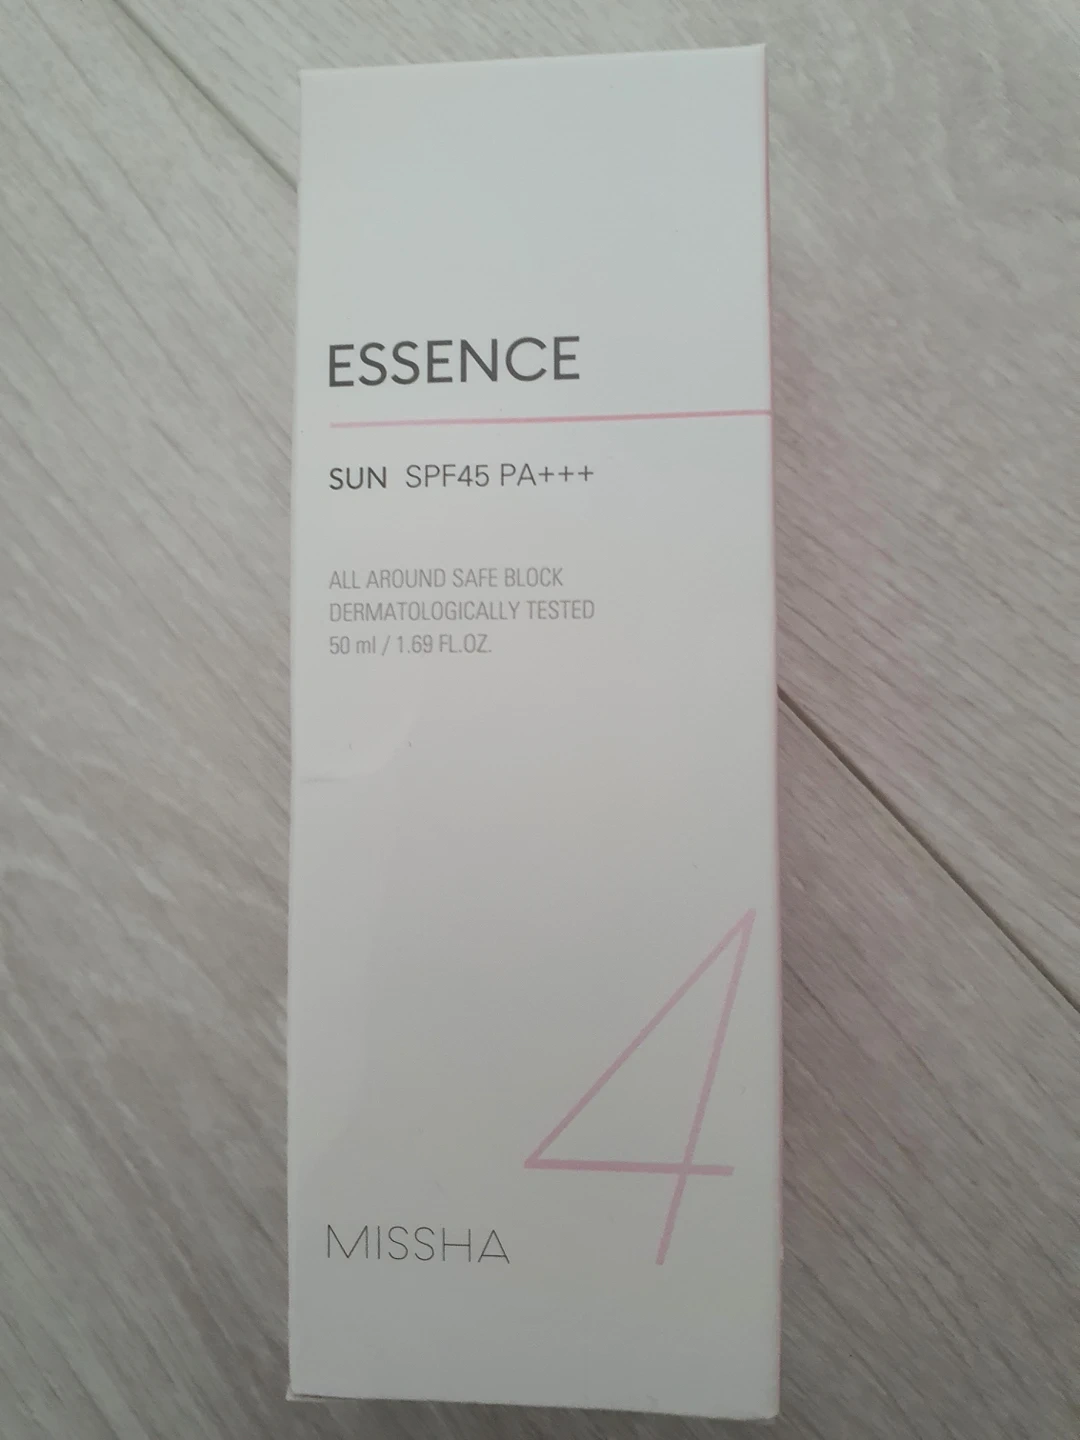 ESSENCE
SUN SPF45 PA+++
ALL AROUND SAFE BLOCK
DERMATOLOGICALLY TESTED
50 ml / 1.69 FL.OZ.
4
MISSHA